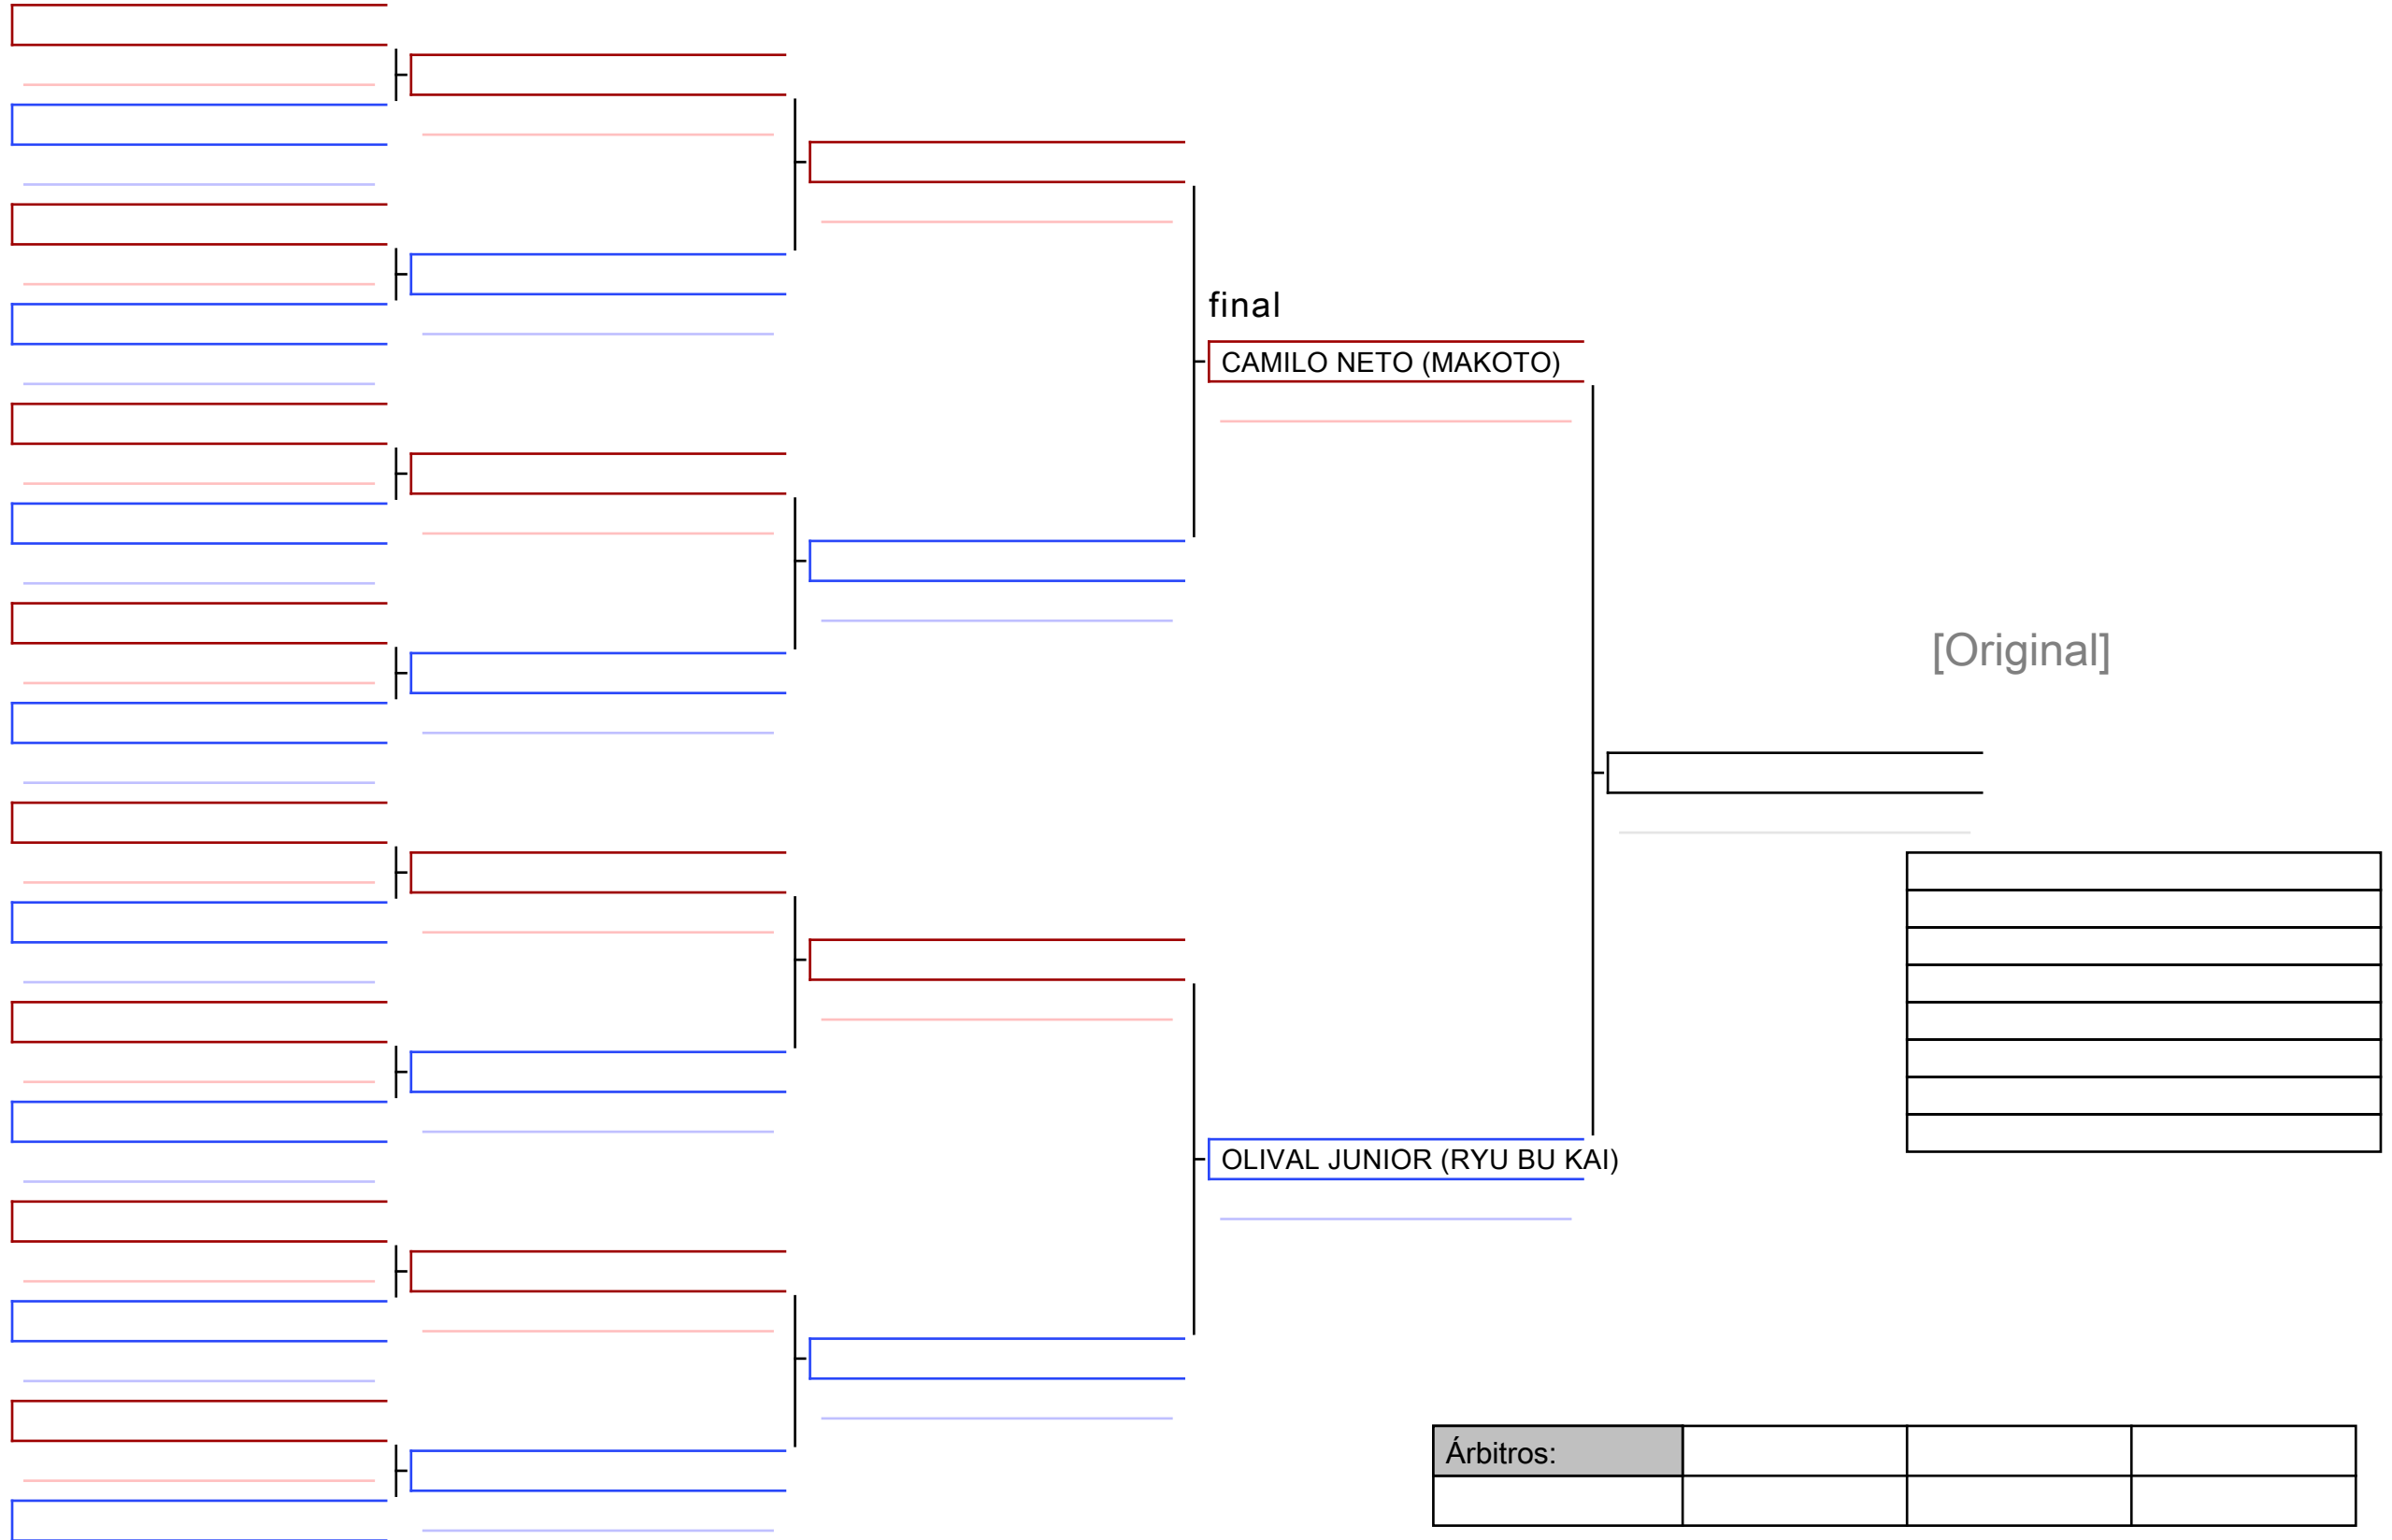 final
CAMILO NETO (MAKOTO)
[Original]
OLIVAL JUNIOR (RYU BU KAI)
Árbitros: